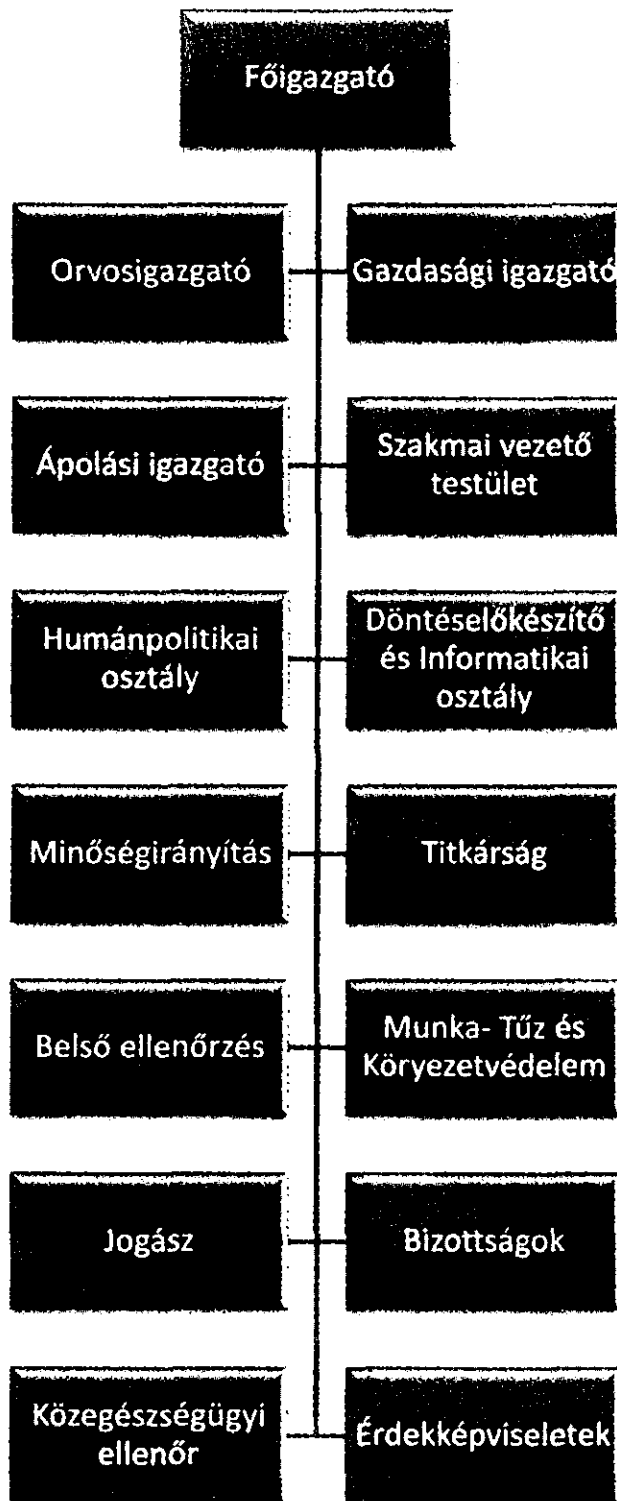 Főigazgató
Orvosigazgató
Gazdasági igazgató
Ápolási igazgató
Szakmai vezető
testület
Humánpolitikai
osztály
Döntéselőkészítő
és Informatikai
osztály
Minőségirányítás
Titkárság
Belső ellenőrzés
Munka- Tűz és
Köryezetvédelem
Jogász
Bizottságok
Közegészségügyi
ellenőr
Érdekképviseletek